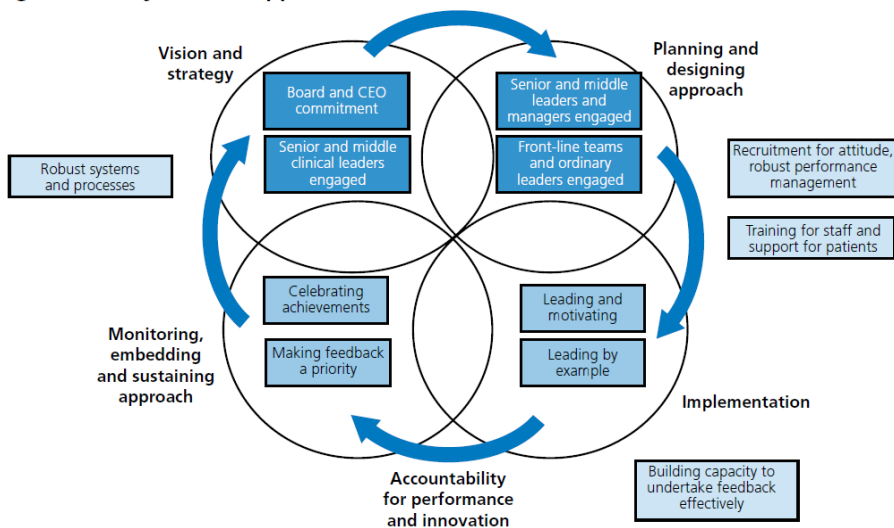 Vision and
strategy
Planning and
designing
approach
Board and CEO
commitment
Senior and middle
clinical leaders
engaged
Senior and middle
leaders and
managers engaged
Front-line teams
and ordinary
leaders engaged
Robust systems
and processes
Recruitment for attitude,
robust performance
management
Training for staff and
support for patients
Celebrating
achievements
Making feedback
a priority
Leading and
motivating
Leading by
example
Monitoring,
embedding
and sustaining
approach
Implementation
Accountability
for performance
and innovation
Building capacity to
undertake feedback
effectively